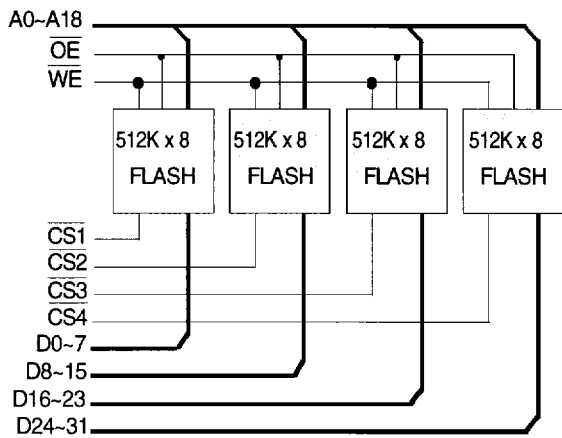 A0~A18
OE
WE
512K x 8 FLASH
512K x 8 FLASH
512K x 8 FLASH
512K x 8 FLASH
CS1
CS2
CS3
CS4
D0~7
D8~15
D16~23
D24~31